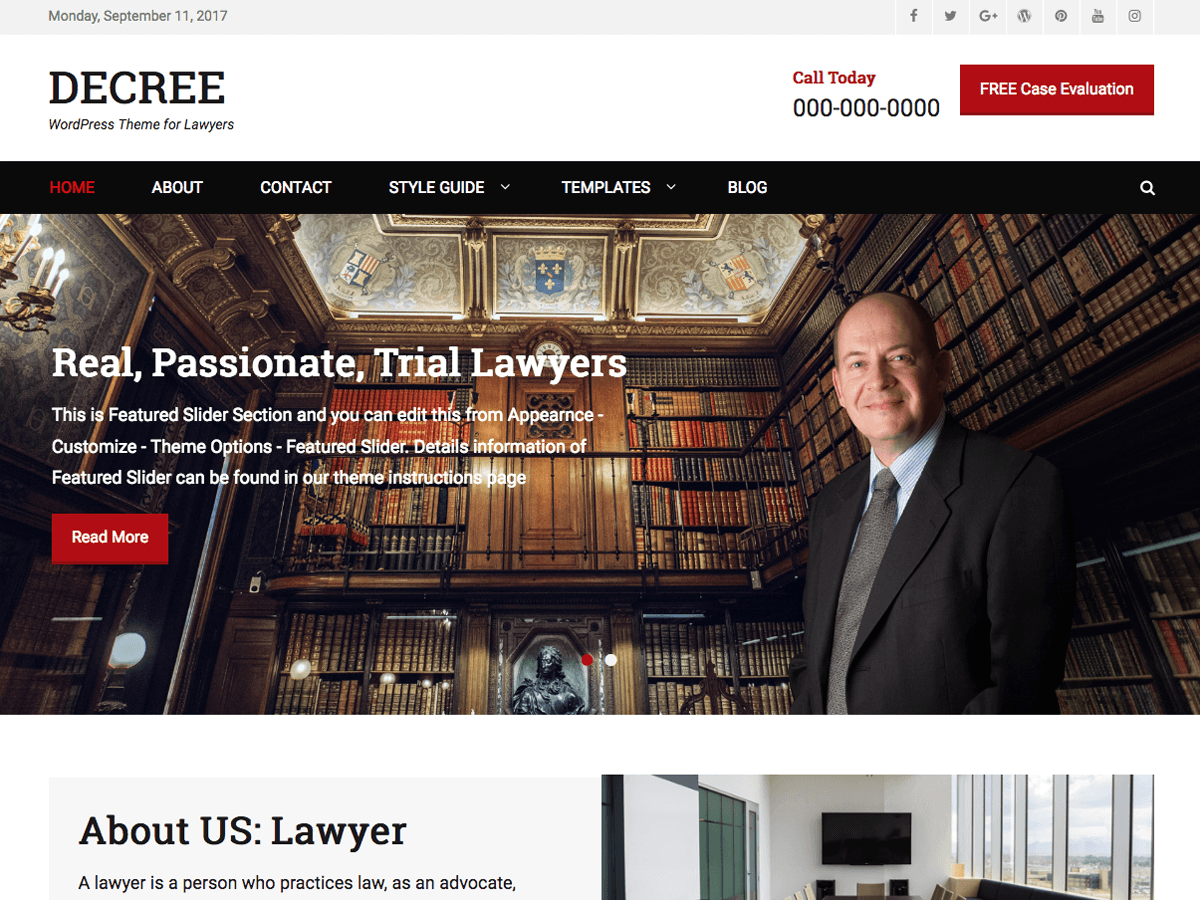 Monday, September 11, 2017
DECREE
WordPress Theme for Lawyers
Call Today
000-000-0000
FREE Case Evaluation
HOME ABOUT CONTACT STYLE GUIDE TEMPLATES BLOG
Real, Passionate, Trial Lawyers
This is Featured Slider Section and you can edit this from Appearnce -
Customize - Theme Options - Featured Slider. Details information of
Featured Slider can be found in our theme instructions page
Read More
About US: Lawyer
A lawyer is a person who practices law, as an advocate,